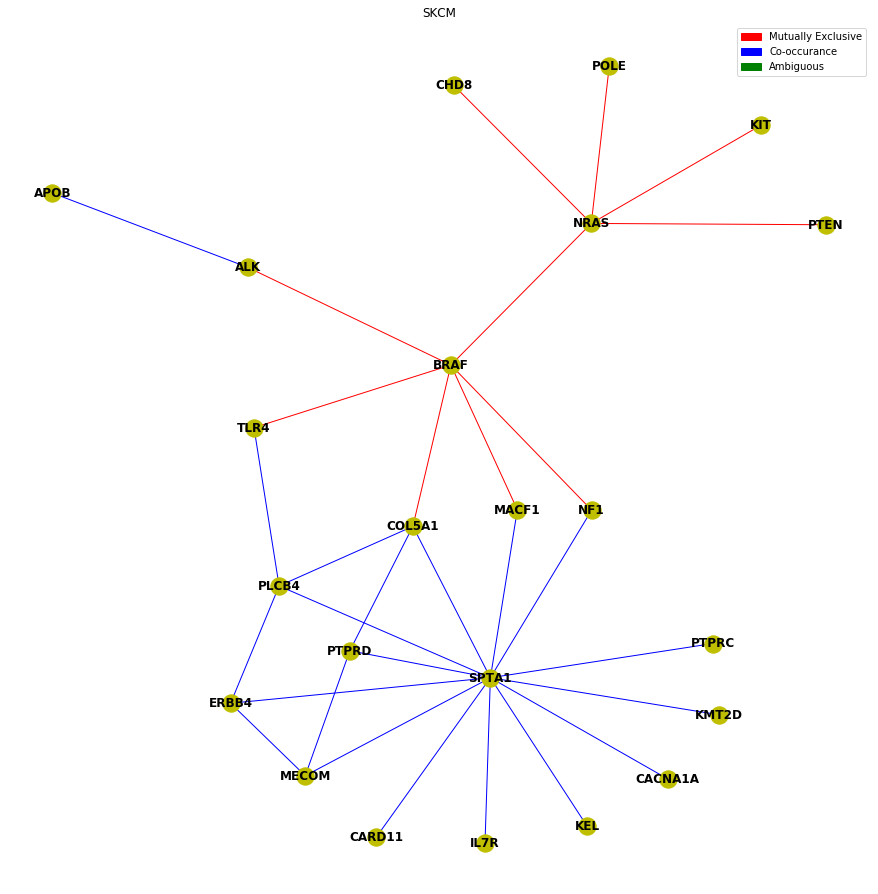 SKCM
Mutually Exclusive
Co-occurance
Ambiguous
POLE
CHD8
KIT
APOB
NRAS
PTEN
ALK
BRAF
TLR4
MACF1
NF1
COL5A1
PLCB4
PTPRD
PTPRC
SPTA1
ERBB4
KMT2D
MECOM
CACNA1A
CARD11
KEL
IL7R